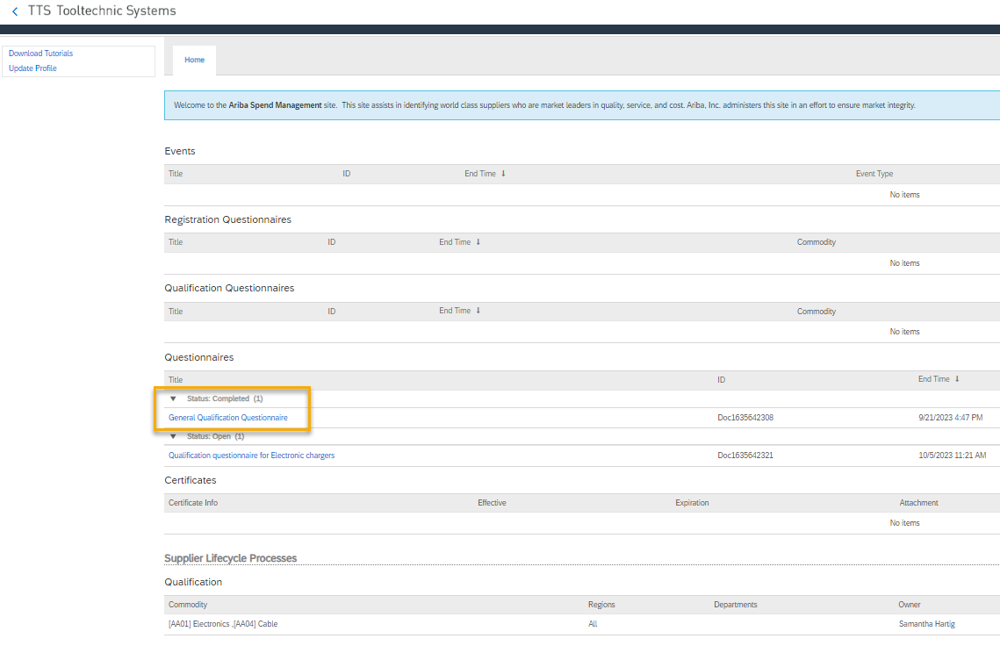 TTS Tooltechnic Systems
Download Tutorials
Update Profile
Home
Welcome to the Ariba Spend Management site. This site assists in identifying world class suppliers who are market leaders in quality, service, and cost. Ariba, Inc. administers this site in an effort to ensure market integrity.
Events
Title ID End Time ↓ Event Type
No items
Registration Questionnaires
Title ID End Time ↓ Commodity
No items
Qualification Questionnaires
Title ID End Time ↓ Commodity
No items
Questionnaires
Title ID End Time ↓
▼ Status: Completed (1)
General Qualification Questionnaire Doc1635642308 9/21/2023 4:47 PM
▼ Status: Open (1)
Qualification questionnaire for Electronic chargers Doc1635642321 10/5/2023 11:21 AM
Certificates
Certificate Info Effective Expiration Attachment
No items
Supplier Lifecycle Processes
Qualification
Commodity Regions Departments Owner
[AA01] Electronics ,[AA04] Cable All Samantha Hartig